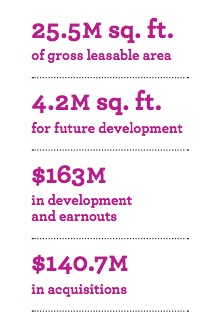 25.5M sq. ft.
of gross leasable area
4.2M sq. ft.
for future development
$163M
in development
and earnouts
$140.7M
in acquisitions